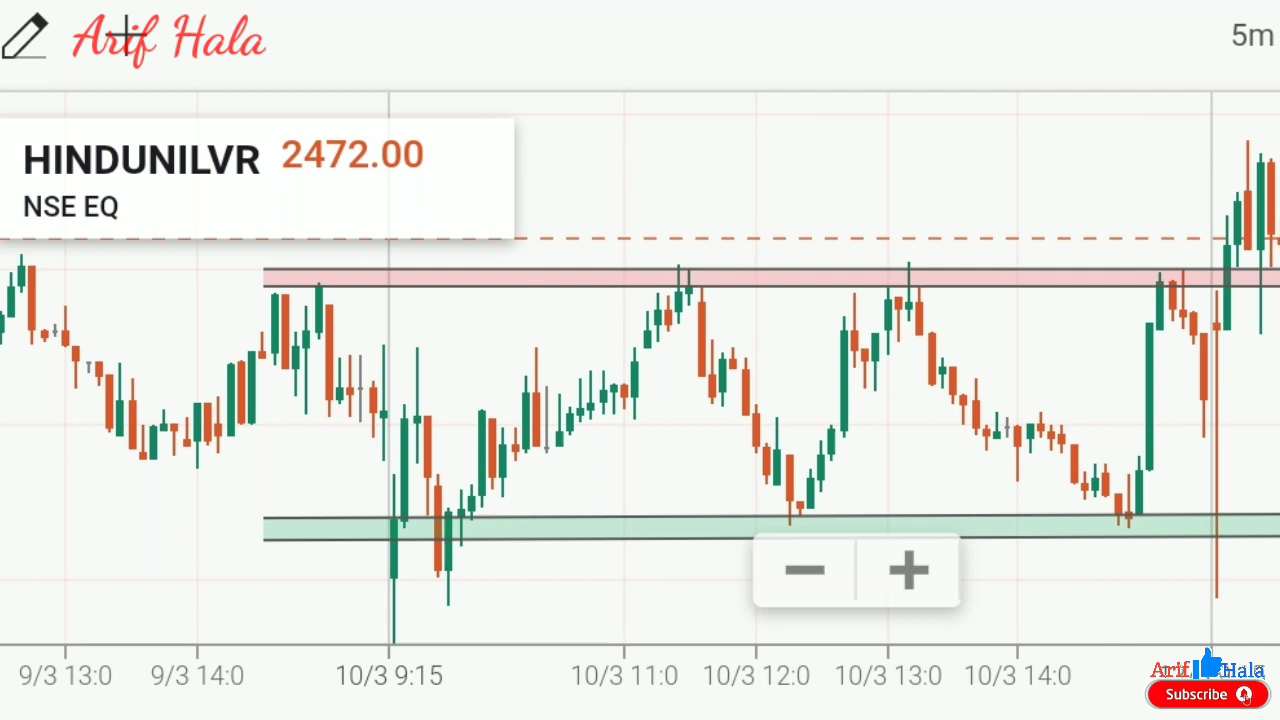 Arif Hala
5m
HINDUNILVR 2472.00
NSE EQ
9/3 13:0 9/3 14:0 10/3 9:15 10/3 11:0 10/3 12:0 10/3 13:0 10/3 14:0
Arif Hala
Subscribe